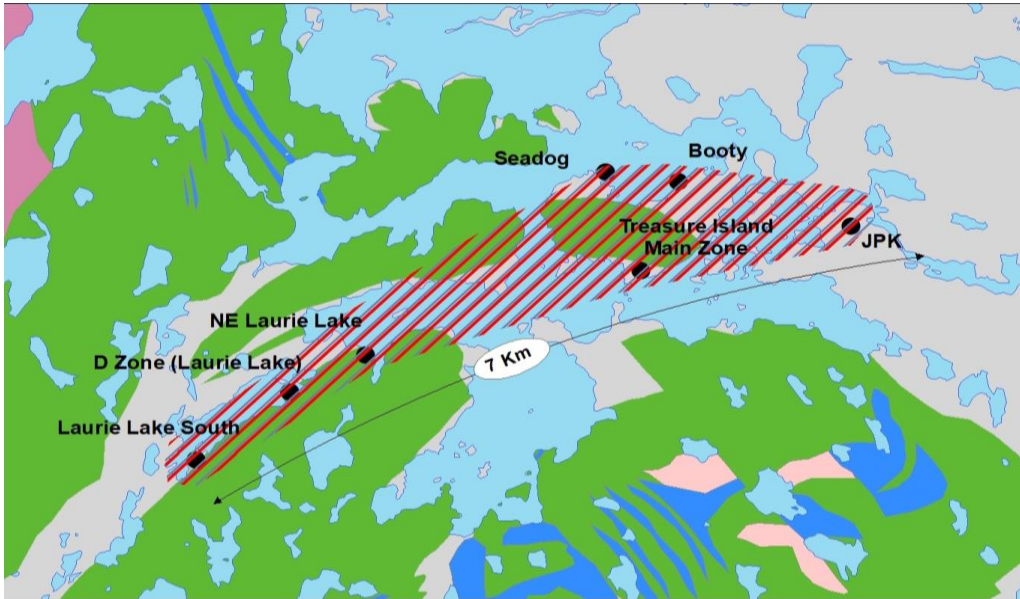 Booty
Seadog
Treasure Island
Main Zone
JPK
NE Laurie Lake
7 Km
D Zone (Laurie Lake)
Laurie Lake South